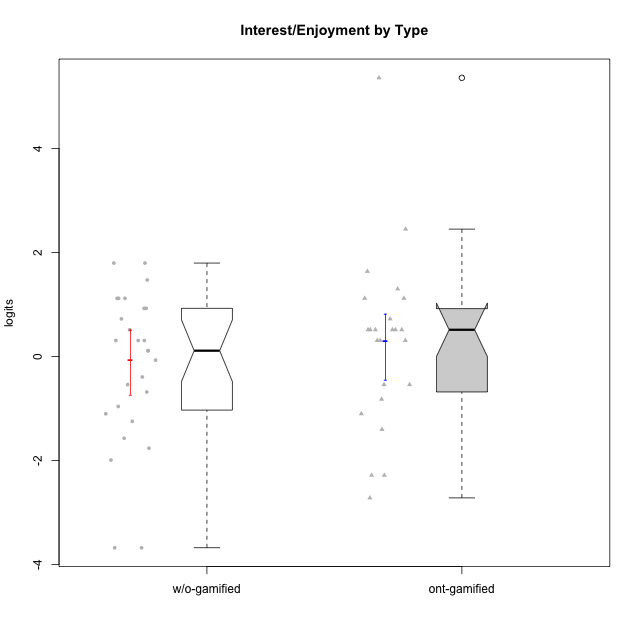 Interest/Enjoyment by Type
logits
4
2
0
-2
-4
w/o-gamified
ont-gamified